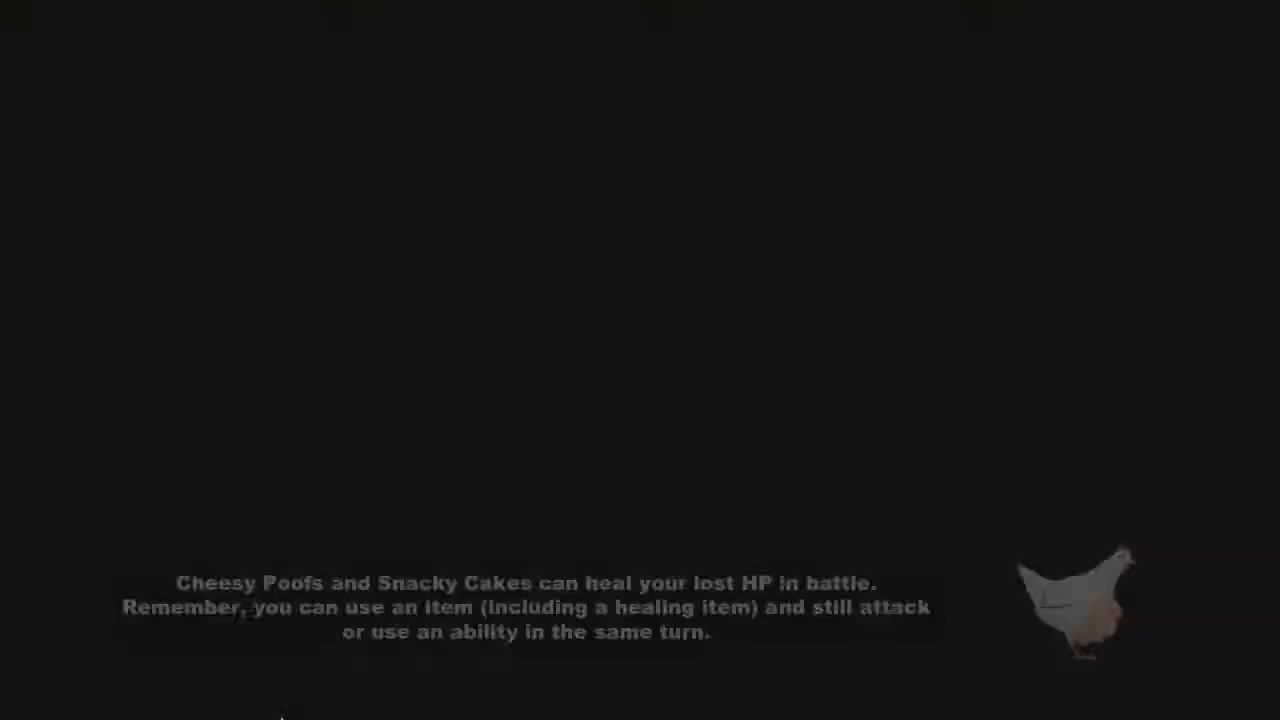 Cheesy Poofs and Snacky Cakes can heal your lost HP in battle.
Remember, you can use an item (including a healing item) and still attack
or use an ability in the same turn.